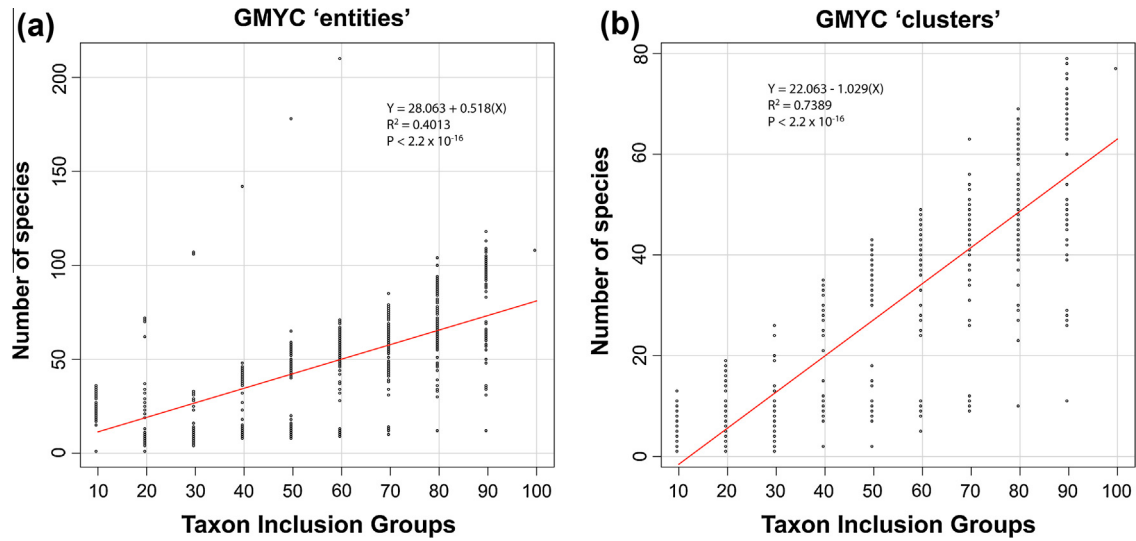 (a)
GMYC ‘entities’
Y = 28.063 + 0.518(X)
R² = 0.4013
P < 2.2 x 10⁻¹⁶
Number of species
200
150
100
50
0
10 20 30 40 50 60 70 80 90 100
Taxon Inclusion Groups
(b)
GMYC ‘clusters’
Y = 22.063 - 1.029(X)
R² = 0.7389
P < 2.2 x 10⁻¹⁶
Number of species
80
60
40
20
0
10 20 30 40 50 60 70 80 90 100
Taxon Inclusion Groups